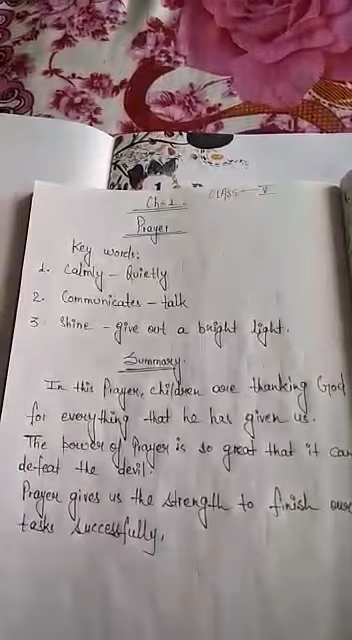 CLASS - V
Ch-1.
Prayer
Key words:
1. Calmly - Quietly
2. Communicates - talk
3. Shine - give out a bright light.
Summary.
In this Prayer, children are thanking God
for everything that he has given us.
The power of Prayer is so great that it can
defeat the devil.
Prayer gives us the strength to finish our
tasks successfully.